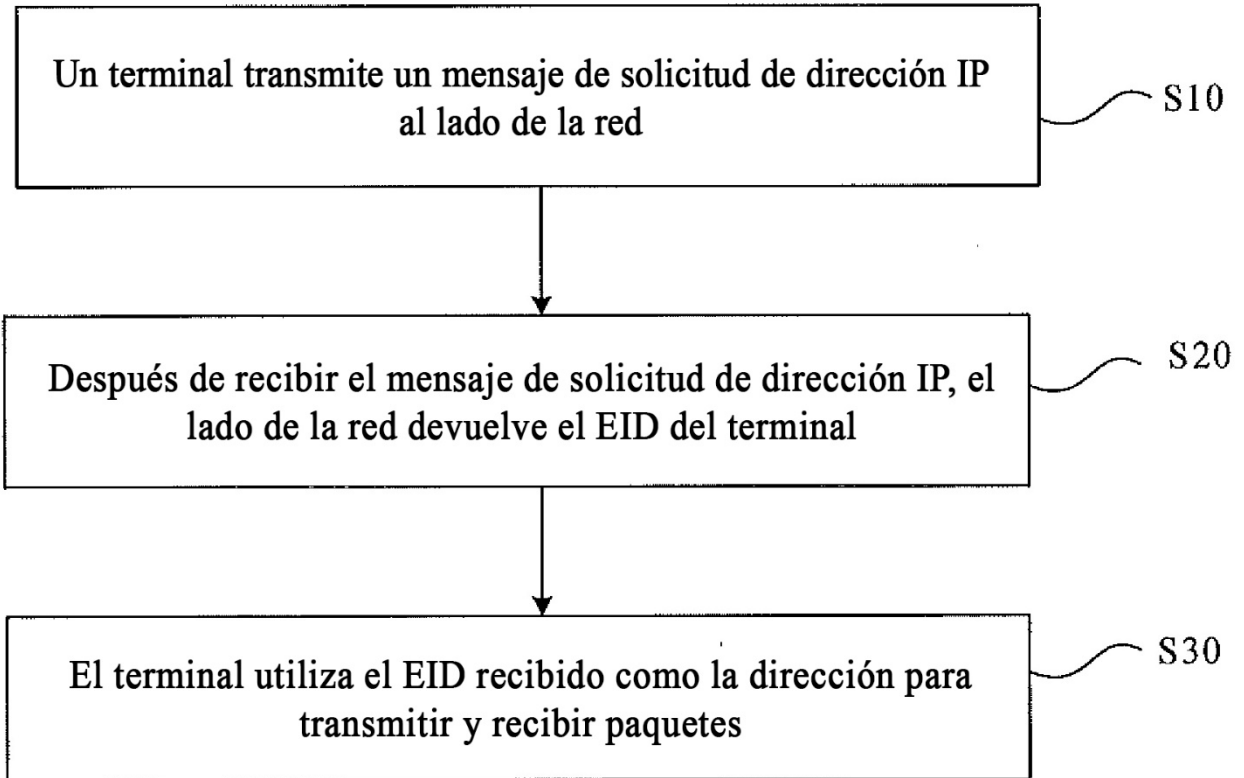 Un terminal transmite un mensaje de solicitud de dirección IP
al lado de la red
S10
Después de recibir el mensaje de solicitud de dirección IP, el
lado de la red devuelve el EID del terminal
S20
El terminal utiliza el EID recibido como la dirección para
transmitir y recibir paquetes
S30